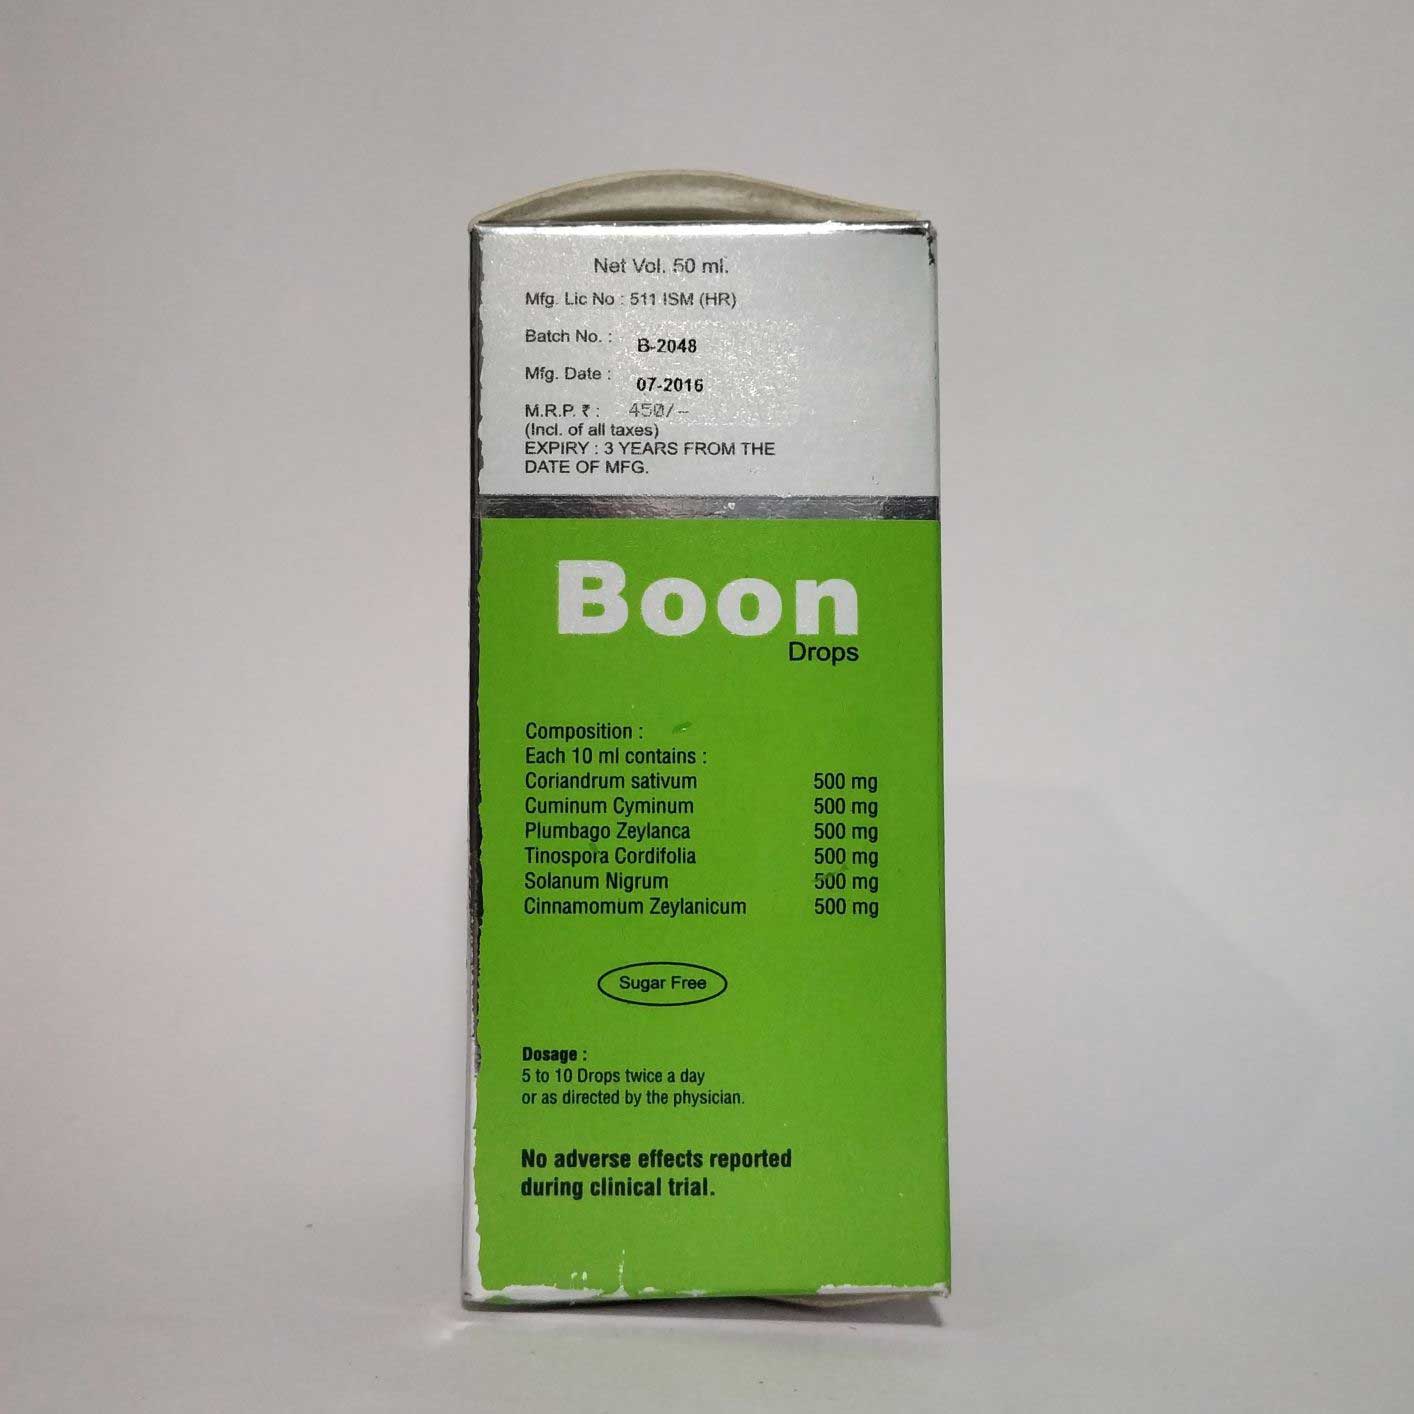 Net Vol. 50 ml.
Mfg. Lic No : 511 ISM (HR)
Batch No. : B-2048
Mfg. Date : 07-2016
M.R.P. ₹ : 450/-
(Incl. of all taxes)
EXPIRY : 3 YEARS FROM THE
DATE OF MFG.
Boon
Drops
Composition :
Each 10 ml contains :
Coriandrum sativum 500 mg
Cuminum Cyminum 500 mg
Plumbago Zeylanca 500 mg
Tinospora Cordifolia 500 mg
Solanum Nigrum 500 mg
Cinnamomum Zeylanicum 500 mg
Sugar Free
Dosage :
5 to 10 Drops twice a day
or as directed by the physician.
No adverse effects reported
during clinical trial.